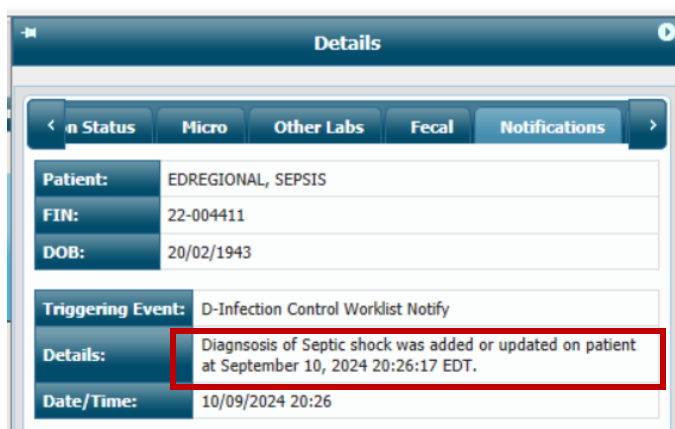 Details
n Status Micro Other Labs Fecal Notifications
Patient: EDREGIONAL, SEPSIS
FIN: 22-004411
DOB: 20/02/1943
Triggering Event: D-Infection Control Worklist Notify
Details: Diagnsosis of Septic shock was added or updated on patient
at September 10, 2024 20:26:17 EDT.
Date/Time: 10/09/2024 20:26